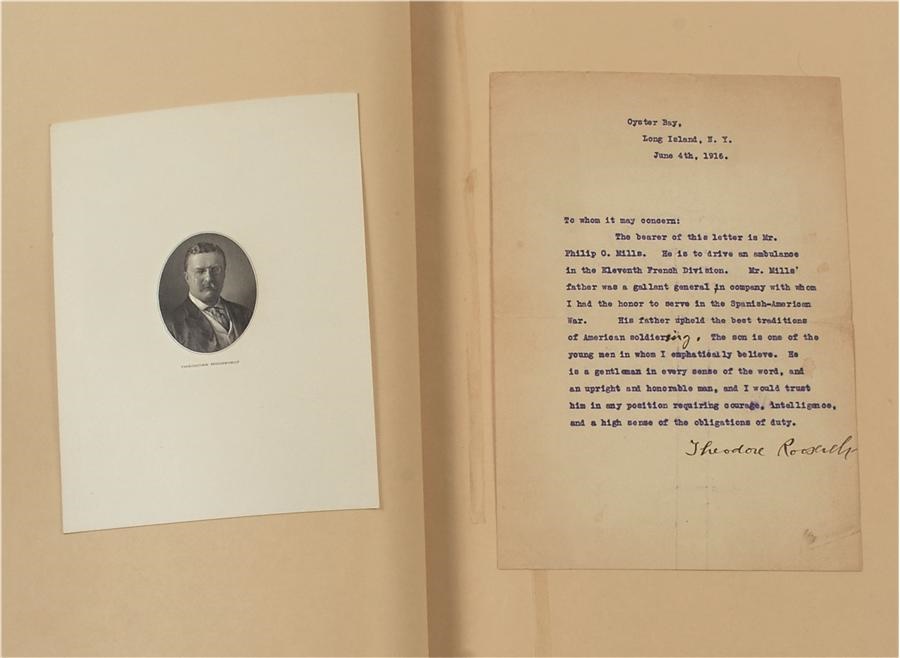 THEODORE ROOSEVELT
Oyster Bay,
Long Island, N. Y.
June 4th, 1916.
To whom it may concern:
The bearer of this letter is Mr.
Philip O. Mills. He is to drive an ambulance
in the Eleventh French Division. Mr. Mills'
father was a gallant general in company with whom
I had the honor to serve in the Spanish-American
War. His father upheld the best traditions
of American soldiering. The son is one of the
young men in whom I emphatically believe. He
is a gentleman in every sense of the word, and
an upright and honorable man, and I would trust
him in any position requiring courage, intelligence,
and a high sense of the obligations of duty.
Theodore Roosevelt